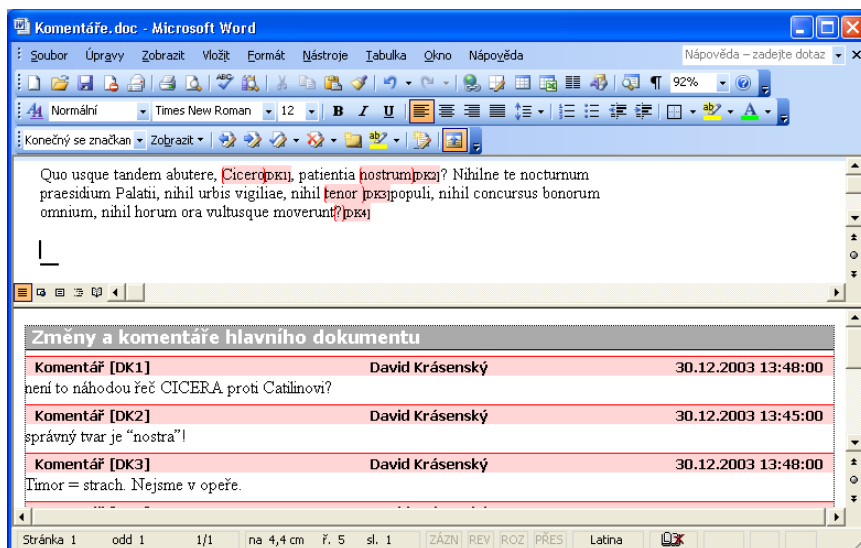 Komentáře.doc - Microsoft Word
Soubor Úpravy Zobrazit Vložit Formát Nástroje Tabulka Okno Nápověda Nápověda – zadejte dotaz
92%
Normální Times New Roman 12 B I U
Konečný se značkan Zobrazit
Quo usque tandem abutere, Cicero[DK1], patientia nostrum[DK2]? Nihilne te nocturnum
praesidium Palatii, nihil urbis vigiliae, nihil tenor [DK3]populi, nihil concursus bonorum
omnium, nihil horum ora vultusque moverunt?[DK4]
Změny a komentáře hlavního dokumentu
Komentář [DK1] David Krásenský 30.12.2003 13:48:00
není to náhodou řeč CICERA proti Catilinovi?
Komentář [DK2] David Krásenský 30.12.2003 13:45:00
správný tvar je “nostra”!
Komentář [DK3] David Krásenský 30.12.2003 13:48:00
Timor = strach. Nejsme v opeře.
Stránka 1 odd 1 1/1 na 4,4 cm ř. 5 sl. 1 ZÁZN REV ROZ PŘES Latina